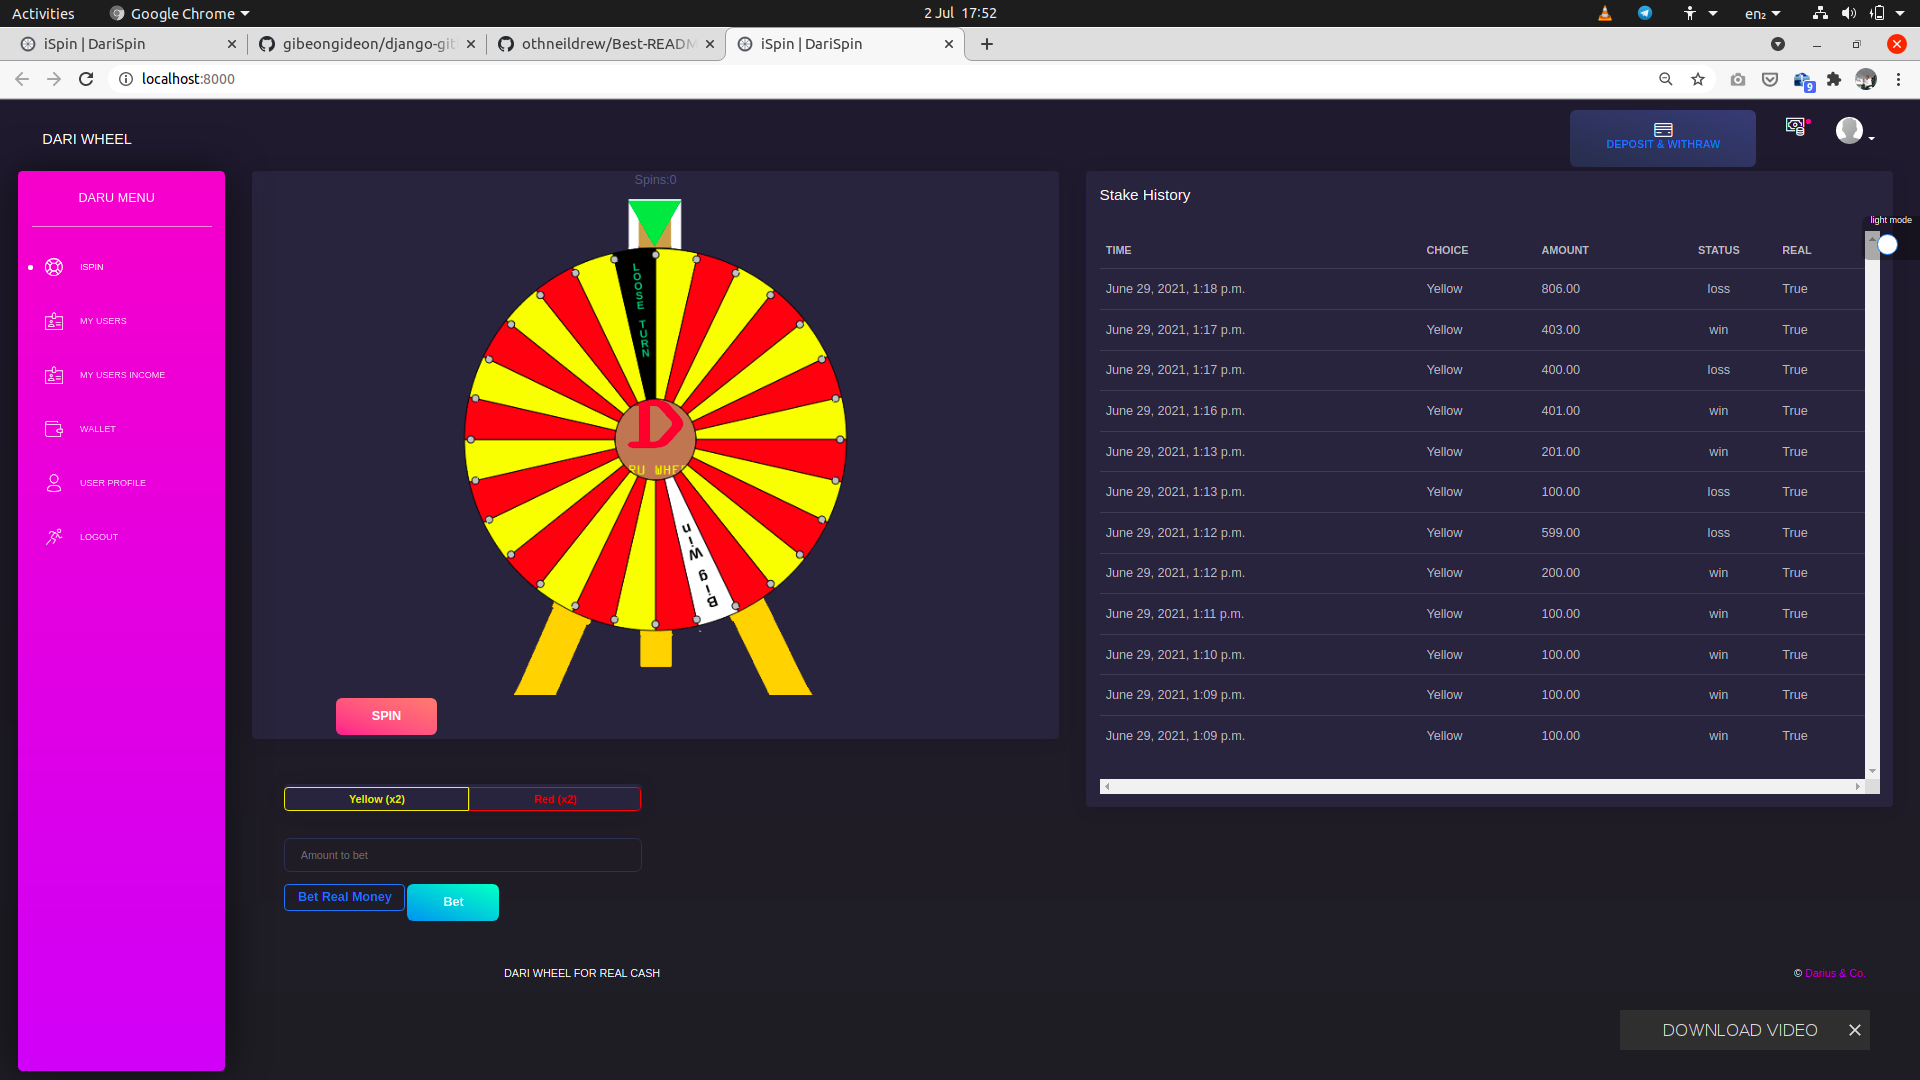 Activities
Google Chrome
2 Jul 17:52
en₂
iSpin | DariSpin
gibeongideon/django-git
othneildrew/Best-READM
iSpin | DariSpin
localhost:8000
9
DARI WHEEL
DEPOSIT & WITHRAW
DARU MENU
ISPIN
MY USERS
MY USERS INCOME
WALLET
USER PROFILE
LOGOUT
Spins:0
LOOSE TURN
D
RU WHE
Big Win
SPIN
Yellow (x2)
Red (x2)
Amount to bet
Bet Real Money
Bet
Stake History
light mode
TIME CHOICE AMOUNT STATUS REAL
June 29, 2021, 1:18 p.m. Yellow 806.00 loss True
June 29, 2021, 1:17 p.m. Yellow 403.00 win True
June 29, 2021, 1:17 p.m. Yellow 400.00 loss True
June 29, 2021, 1:16 p.m. Yellow 401.00 win True
June 29, 2021, 1:13 p.m. Yellow 201.00 win True
June 29, 2021, 1:13 p.m. Yellow 100.00 loss True
June 29, 2021, 1:12 p.m. Yellow 599.00 loss True
June 29, 2021, 1:12 p.m. Yellow 200.00 win True
June 29, 2021, 1:11 p.m. Yellow 100.00 win True
June 29, 2021, 1:10 p.m. Yellow 100.00 win True
June 29, 2021, 1:09 p.m. Yellow 100.00 win True
June 29, 2021, 1:09 p.m. Yellow 100.00 win True
DARI WHEEL FOR REAL CASH
© Darius & Co.
DOWNLOAD VIDEO